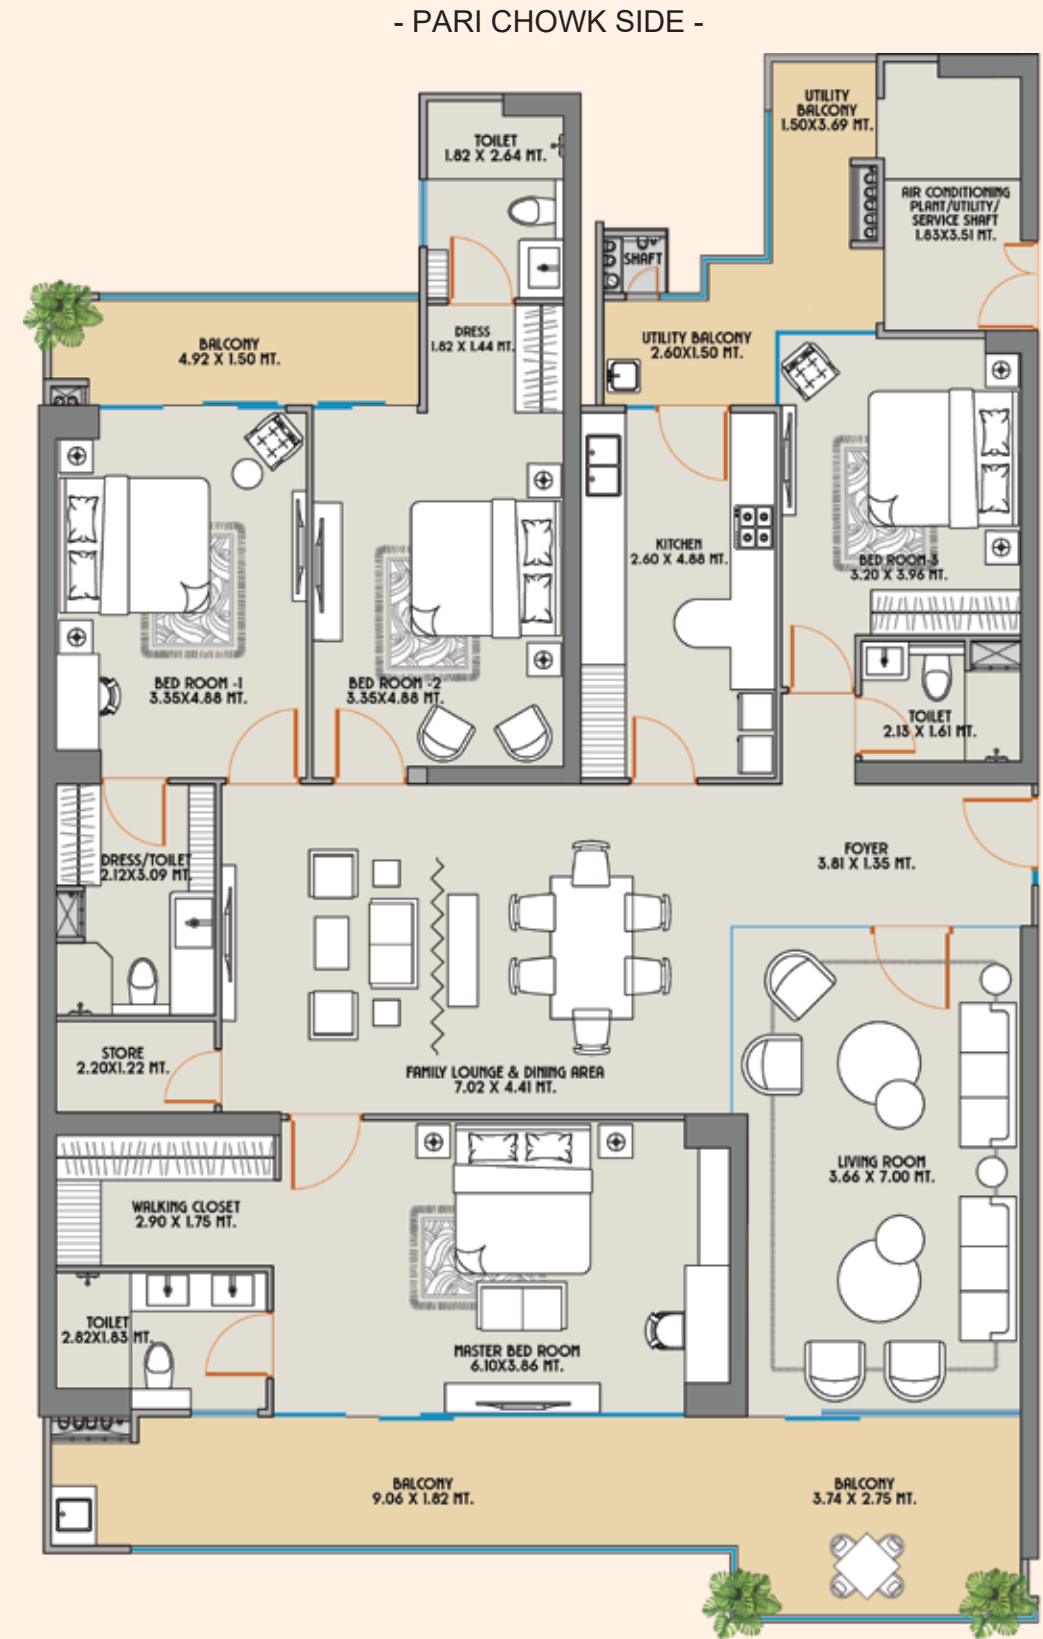 - PARI CHOWK SIDE -
UTILITY
BALCONY
1.50X3.69 MT.
TOILET
1.82 X 2.64 MT.
AIR CONDITIONING
PLANT/UTILITY/
SERVICE SHAFT
1.83X3.51 MT.
SHAFT
BALCONY
4.92 X 1.50 MT.
DRESS
1.82 X 1.44 MT.
UTILITY BALCONY
2.60X1.50 MT.
KITCHEN
2.60 X 4.88 MT.
BED ROOM-3
3.20 X 3.96 MT.
BED ROOM -1
3.35X4.88 MT.
BED ROOM -2
3.35X4.88 MT.
TOILET
2.13 X 1.61 MT.
DRESS/TOILET
2.12X3.09 MT.
FOYER
3.81 X 1.35 MT.
STORE
2.20X1.22 MT.
FAMILY LOUNGE & DINING AREA
7.02 X 4.41 MT.
LIVING ROOM
3.66 X 7.00 MT.
WALKING CLOSET
2.90 X 1.75 MT.
TOILET
2.82X1.83 MT.
MASTER BED ROOM
6.10X3.86 MT.
BALCONY
9.06 X 1.82 MT.
BALCONY
3.74 X 2.75 MT.